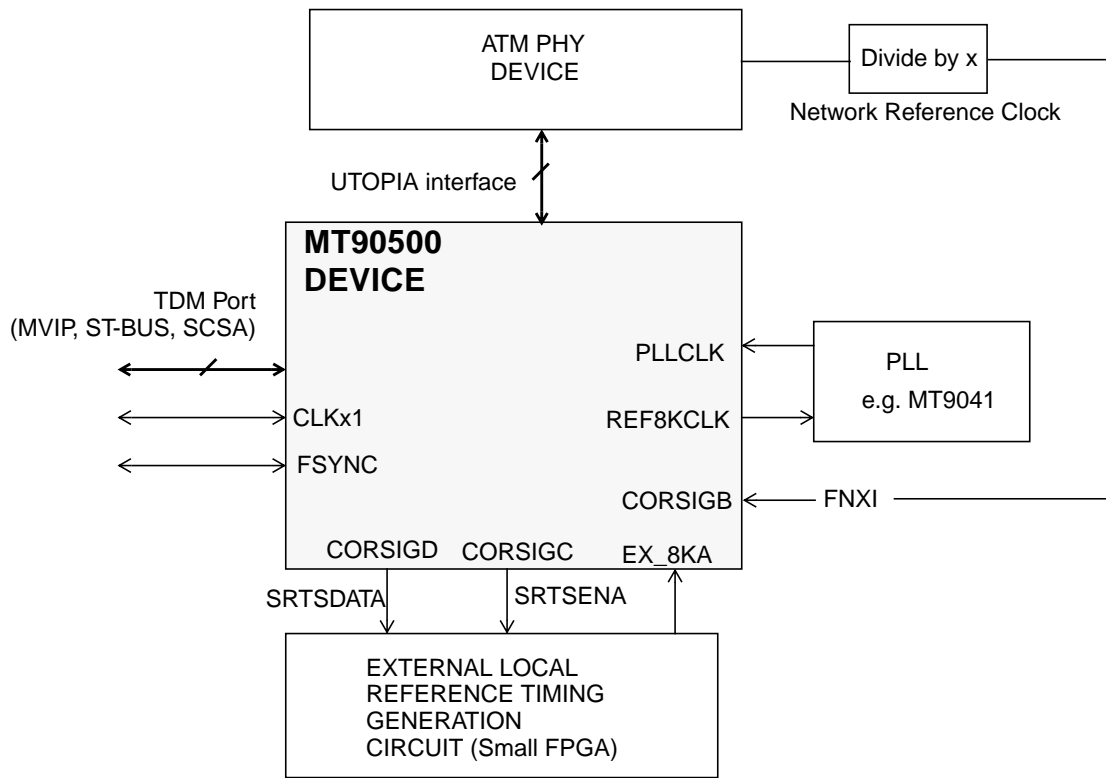 ATM PHY
DEVICE
Divide by x
Network Reference Clock
UTOPIA interface
MT90500
DEVICE
TDM Port
(MVIP, ST-BUS, SCSA)
PLLCLK
PLL
e.g. MT9041
CLKx1
REF8KCLK
FSYNC
CORSIGB
FNXI
CORSIGD
CORSIGC
EX_8KA
SRTSDATA
SRTSENA
EXTERNAL LOCAL
REFERENCE TIMING
GENERATION
CIRCUIT (Small FPGA)